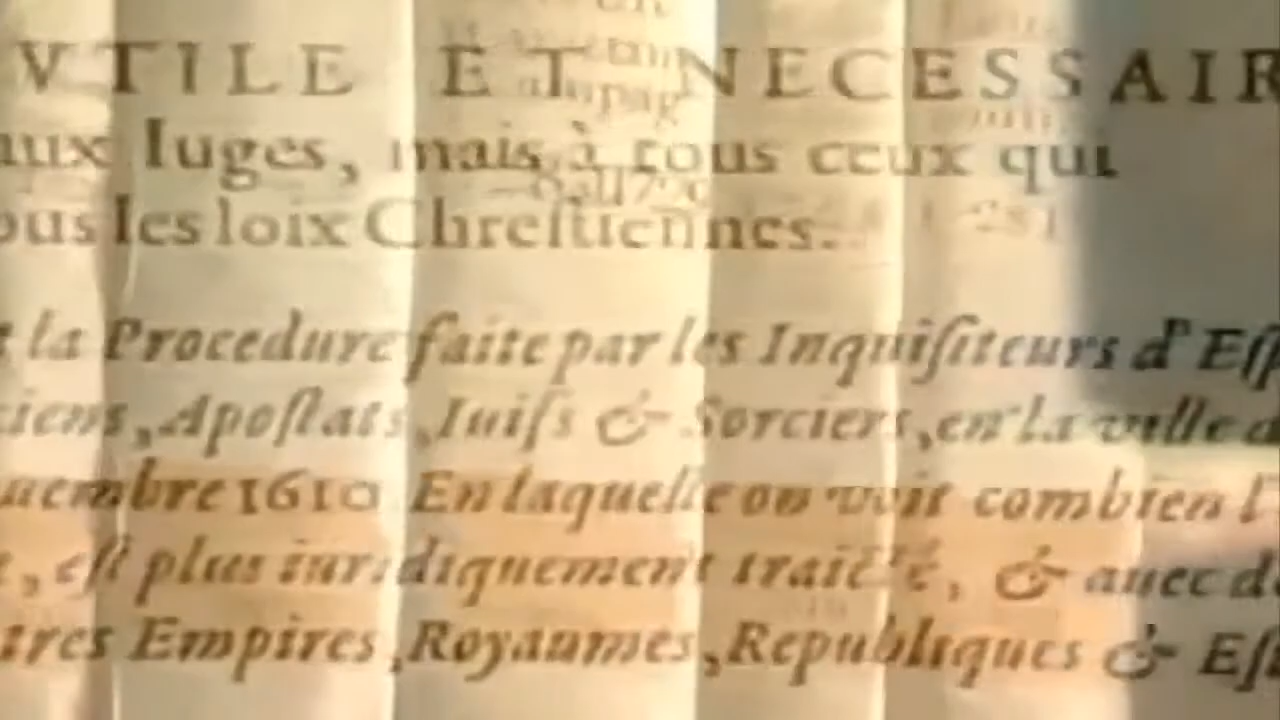 VTILE ET NECESSAIR
aux Iuges, mais à tous ceux qui
ous les loix Chreſtiennes.
t la Procedure faite par les Inquiſiteurs d'Eſp
ciens, Apoſtats, Iuifs & Sorciers, en la ville d
uembre 1610. En laquelle on voit combien l'
, eſt plus iuridiquement traicté, & auec d
tres Empires, Royaumes, Republiques & Eſt